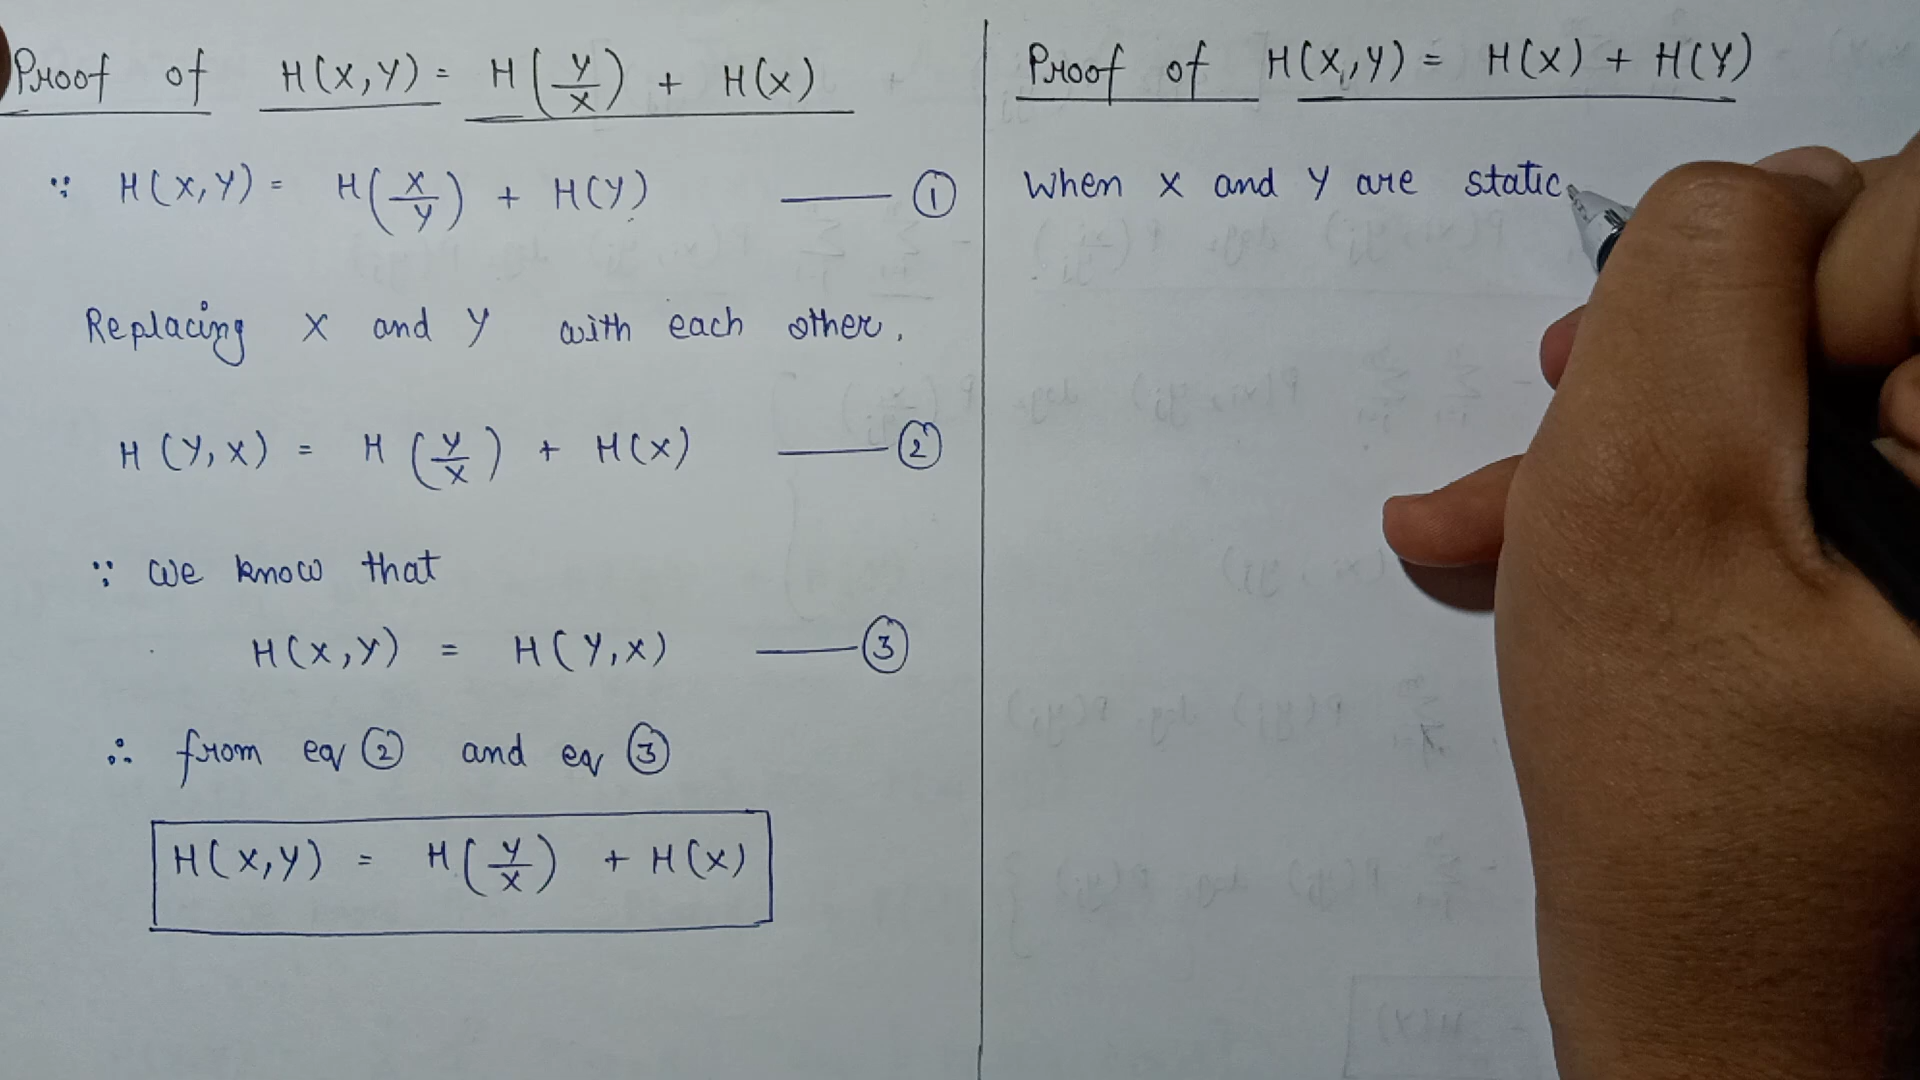 Proof of H(X,Y) = H(Y/X) + H(X)
∵ H(X,Y) = H(X/Y) + H(Y) —— ①
Replacing X and Y with each other.
H(Y,X) = H(Y/X) + H(X) —— ②
∵ we know that
H(X,Y) = H(Y,X) —— ③
∴ from eq ② and eq ③
H(X,Y) = H(Y/X) + H(X)
Proof of H(X,Y) = H(X) + H(Y)
When X and Y are static